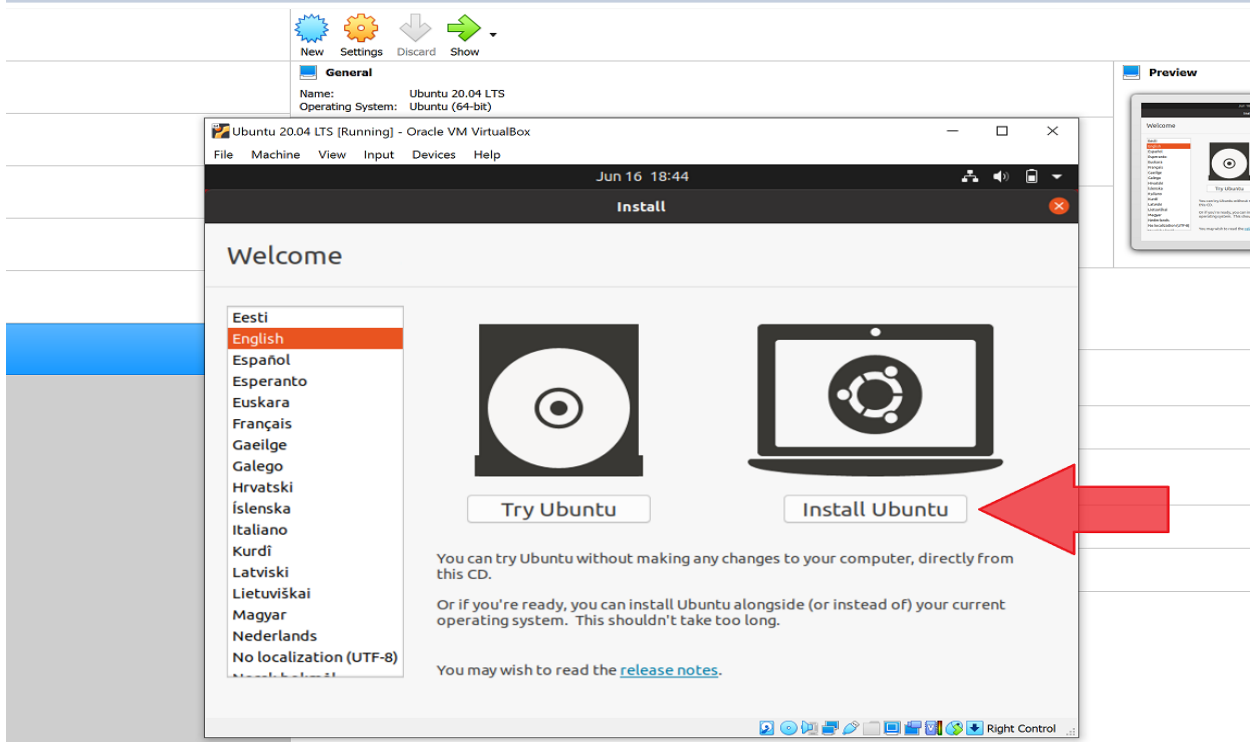 New Settings Discard Show
General
Preview
Name: Ubuntu 20.04 LTS
Operating System: Ubuntu (64-bit)
Ubuntu 20.04 LTS [Running] - Oracle VM VirtualBox
File Machine View Input Devices Help
Jun 16 18:44
Install
Welcome
Eesti
English
Español
Esperanto
Euskara
Français
Gaeilge
Galego
Hrvatski
Íslenska
Italiano
Kurdî
Latviski
Lietuviškai
Magyar
Nederlands
No localization (UTF-8)
Try Ubuntu
Install Ubuntu
You can try Ubuntu without making any changes to your computer, directly from
this CD.
Or if you're ready, you can install Ubuntu alongside (or instead of) your current
operating system. This shouldn't take too long.
You may wish to read the release notes.
Right Control
Welcome
Try Ubuntu